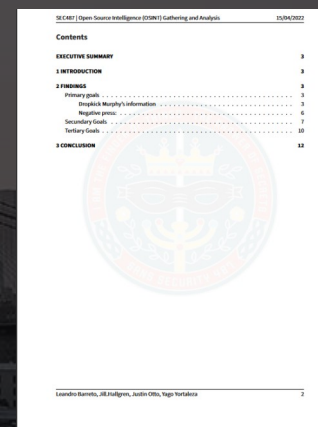 SEC487 | Open-Source Intelligence (OSINT) Gathering and Analysis 15/04/2022
Contents
EXECUTIVE SUMMARY 3
1 INTRODUCTION 3
2 FINDINGS 3
Primary goals 3
Dropkick Murphy's information 3
Negative press: 6
Secundary Goals 7
Tertiary Goals 10
3 CONCLUSION 12
Leandro Barreto, Jill.Hallgren, Justin Otto, Yago Yortaleza 2